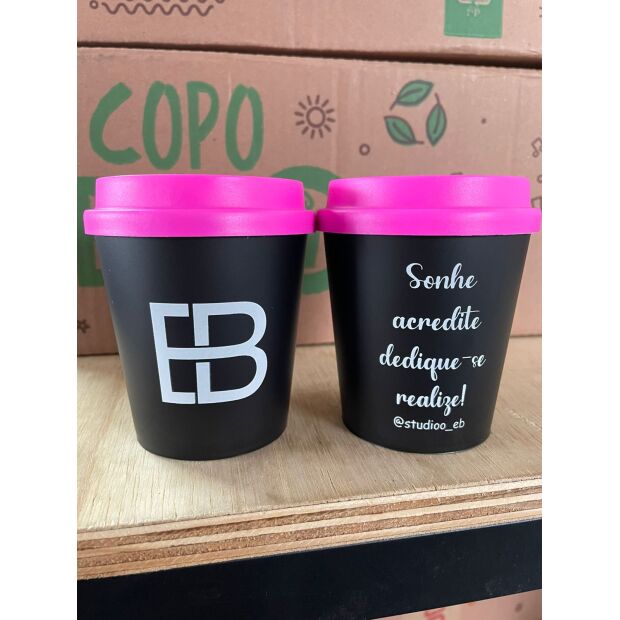 COPO
EB
Sonhe
acredite
dedique-se
realize!
@studioo_eb